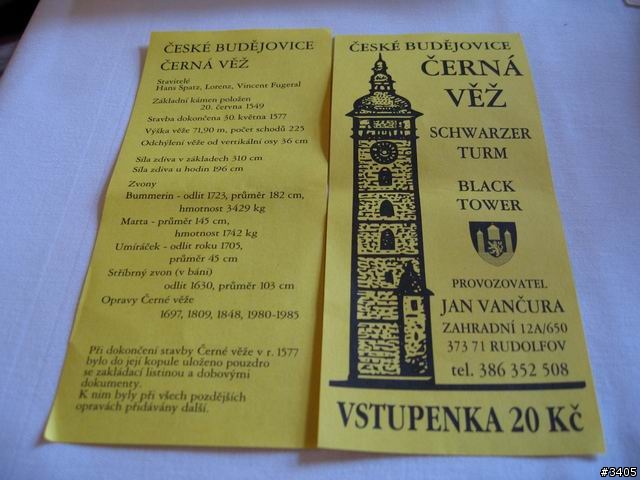 ČESKÉ BUDĚJOVICE
ČERNÁ VĚŽ
Stavitelé
Hans Spatz, Lorenz, Vincent Fugeral
Základní kámen položen
20. června 1549
Stavba dokončena 30. května 1577
Výška věže 71,90 m, počet schodů 225
Odchýlení věže od vertikální osy 36 cm
Síla zdiva v základech 310 cm
Síla zdiva u hodin 196 cm
Zvony
Bummerin - odlit 1723, průměr 182 cm,
hmotnost 3429 kg
Marta - průměr 145 cm,
hmotnost 1742 kg
Umíráček - odlit roku 1705,
průměr 45 cm
Stříbrný zvon (v báni)
odlit 1630, průměr 103 cm
Opravy Černé věže
1697, 1809, 1848, 1980-1985
Při dokončení stavby Černé věže v r. 1577
bylo do její kopule uloženo pouzdro
se zakládací listinou a dobovými
dokumenty.
K nim byly při všech pozdějších
opravách přidávány další.
ČESKÉ BUDĚJOVICE
ČERNÁ
VĚŽ
SCHWARZER
TURM
BLACK
TOWER
PROVOZOVATEL
JAN VANČURA
ZAHRADNÍ 12A/650
373 71 RUDOLFOV
tel. 386 352 508
VSTUPENKA 20 KČ
#3405